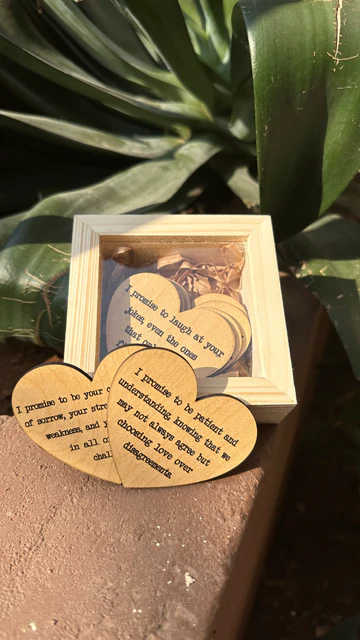 I promise to laugh at your
jokes, even the ones
that
I promise to be your
of sorrow, your
weakness, and
in all
I promise to be patient and
understanding, knowing that we
may not always agree but
choosing love over
disagreements.